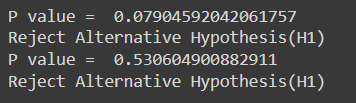 P value =  0.07904592042061757
Reject Alternative Hypothesis(H1)
P value =  0.530604900882911
Reject Alternative Hypothesis(H1)